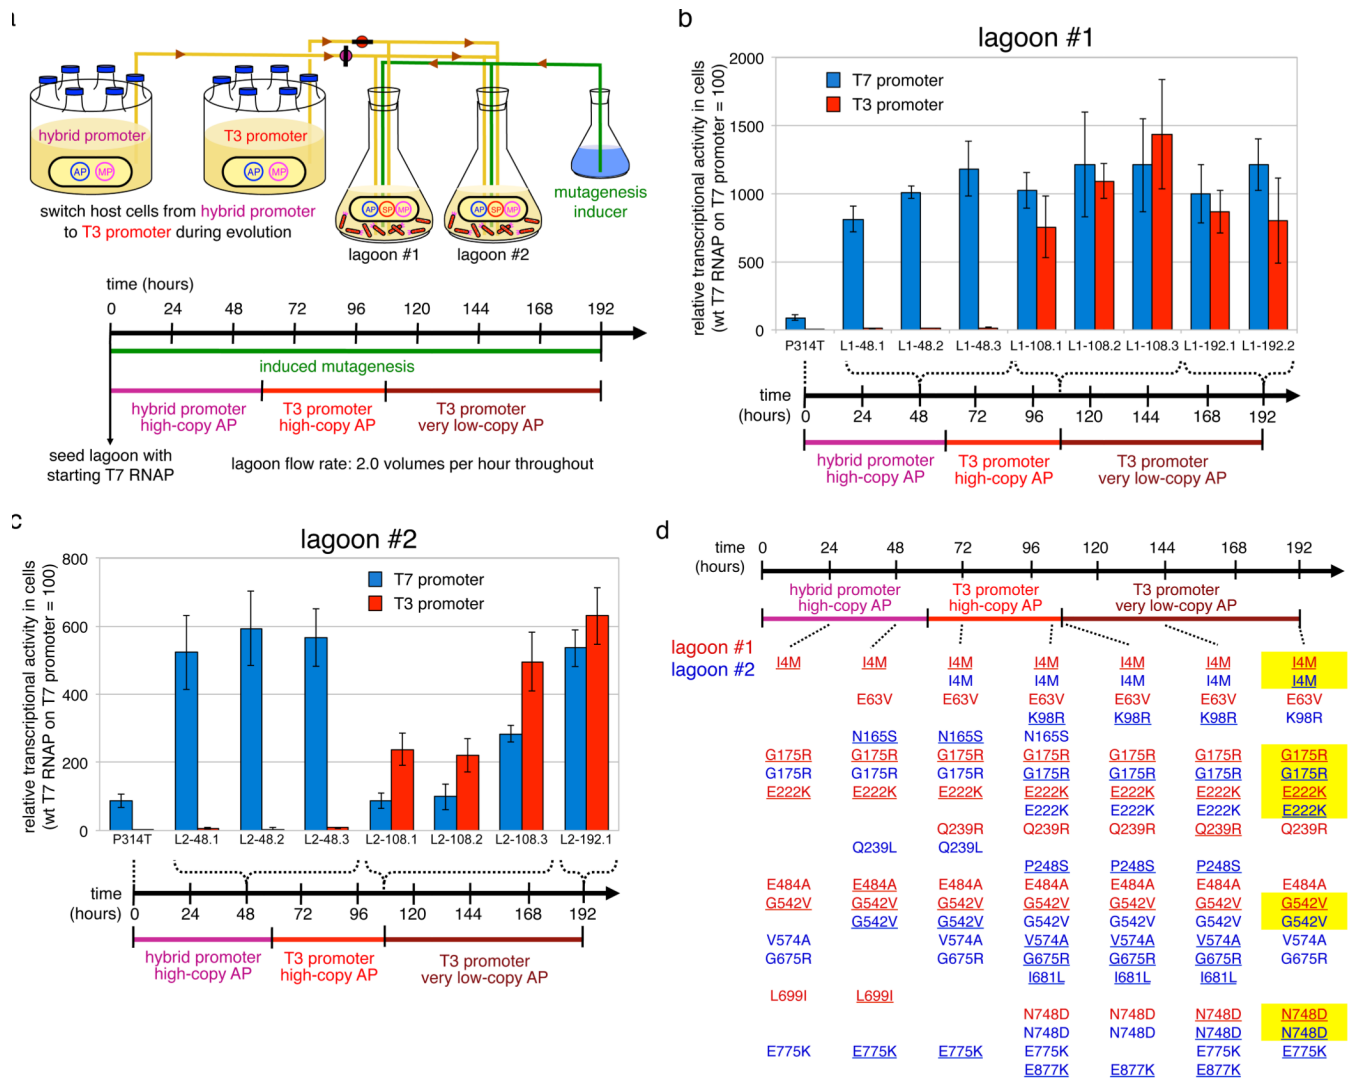 a
hybrid promoter
AP MP
T3 promoter
AP MP
AP SP MP
AP SP MP
mutagenesis
inducer
switch host cells from hybrid promoter
to T3 promoter during evolution
lagoon #1
lagoon #2
time (hours)
0 24 48 72 96 120 144 168 192
induced mutagenesis
hybrid promoter
high-copy AP
T3 promoter
high-copy AP
T3 promoter
very low-copy AP
seed lagoon with
starting T7 RNAP
lagoon flow rate: 2.0 volumes per hour throughout
b
lagoon #1
relative transcriptional activity in cells
(wt T7 RNAP on T7 promoter = 100)
2000
1500
1000
500
0
T7 promoter
T3 promoter
P314T L1-48.1 L1-48.2 L1-48.3 L1-108.1 L1-108.2 L1-108.3 L1-192.1 L1-192.2
time
(hours)
0 24 48 72 96 120 144 168 192
hybrid promoter
high-copy AP
T3 promoter
high-copy AP
T3 promoter
very low-copy AP
c
lagoon #2
relative transcriptional activity in cells
(wt T7 RNAP on T7 promoter = 100)
800
600
400
200
0
T7 promoter
T3 promoter
P314T L2-48.1 L2-48.2 L2-48.3 L2-108.1 L2-108.2 L2-108.3 L2-192.1
time
(hours)
0 24 48 72 96 120 144 168 192
hybrid promoter
high-copy AP
T3 promoter
high-copy AP
T3 promoter
very low-copy AP
d
time
(hours)
0 24 48 72 96 120 144 168 192
hybrid promoter
high-copy AP
T3 promoter
high-copy AP
T3 promoter
very low-copy AP
lagoon #1
lagoon #2
I4M I4M I4M I4M I4M I4M I4M
I4M I4M I4M I4M I4M
E63V E63V E63V E63V E63V E63V
K98R K98R K98R K98R
N165S N165S N165S
G175R G175R G175R G175R G175R G175R G175R
G175R G175R G175R G175R G175R G175R G175R
E222K E222K E222K E222K E222K E222K E222K
E222K E222K E222K E222K
Q239R Q239R Q239R Q239R Q239R
Q239L Q239L
P248S P248S P248S
E484A E484A E484A E484A E484A E484A E484A
G542V G542V G542V G542V G542V G542V G542V
G542V G542V G542V G542V G542V G542V
V574A V574A V574A V574A V574A V574A
G675R G675R G675R G675R G675R G675R
I681L I681L I681L
L699I L699I
N748D N748D N748D N748D
N748D N748D N748D N748D
E775K E775K E775K E775K E775K E775K
E877K E877K E877K